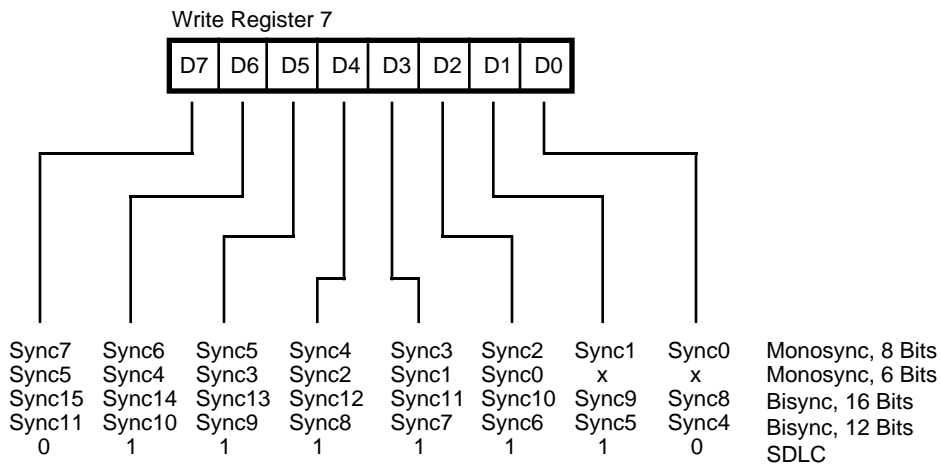 Write Register 7
D7 D6 D5 D4 D3 D2 D1 D0
Sync7 Sync6 Sync5 Sync4 Sync3 Sync2 Sync1 Sync0 Monosync, 8 Bits
Sync5 Sync4 Sync3 Sync2 Sync1 Sync0 x x Monosync, 6 Bits
Sync15 Sync14 Sync13 Sync12 Sync11 Sync10 Sync9 Sync8 Bisync, 16 Bits
Sync11 Sync10 Sync9 Sync8 Sync7 Sync6 Sync5 Sync4 Bisync, 12 Bits
0 1 1 1 1 1 1 0 SDLC